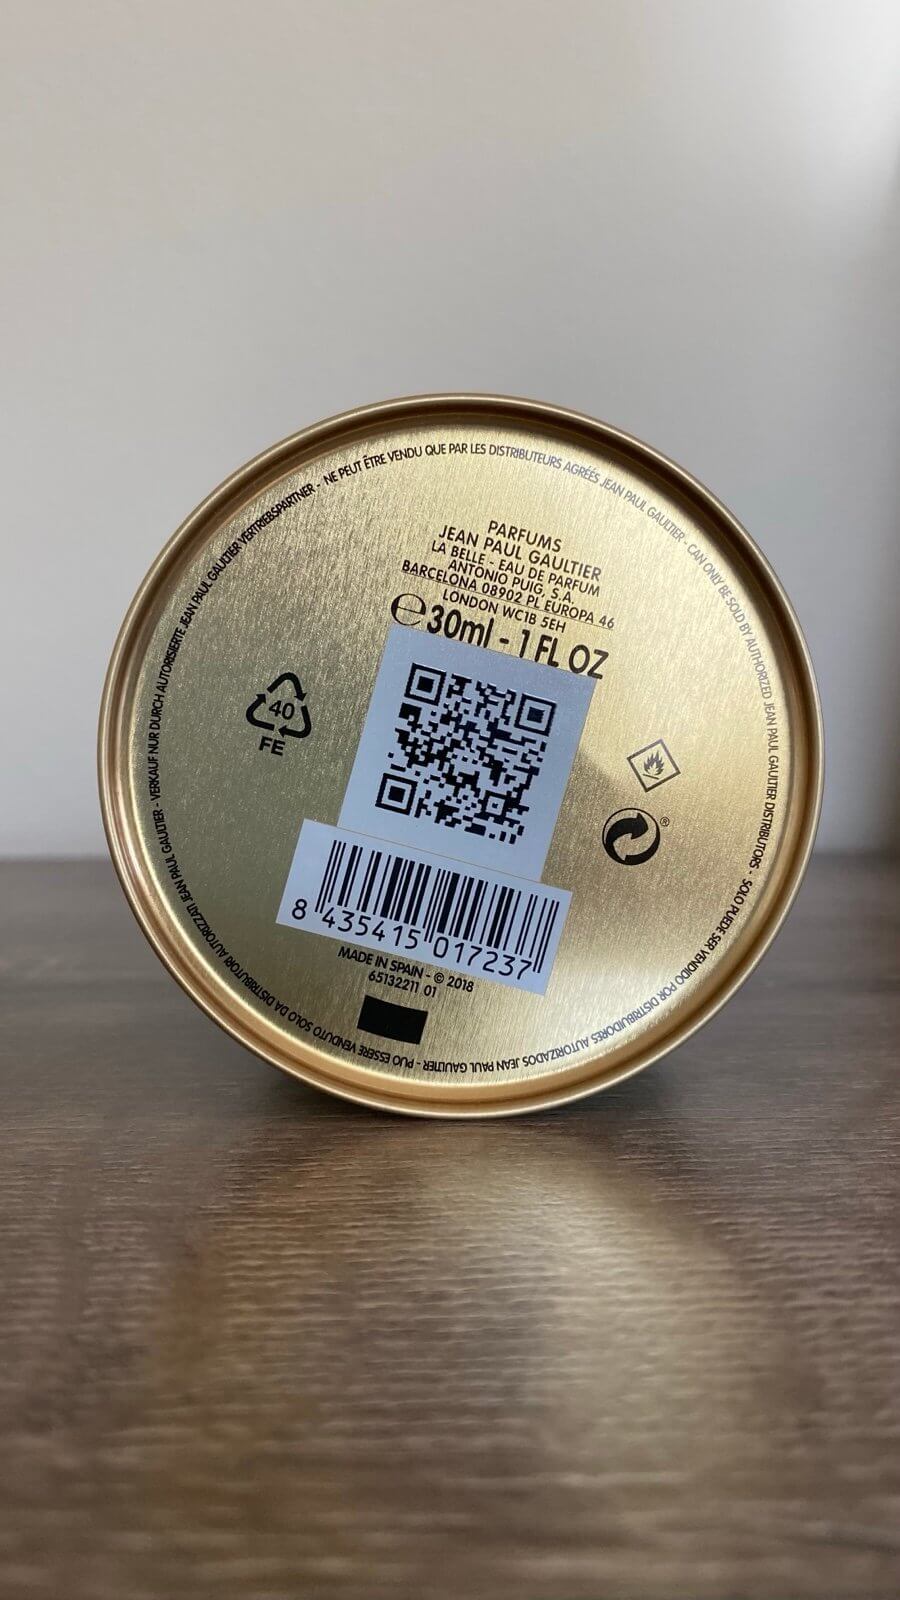 PARFUMS
JEAN PAUL GAULTIER
LA BELLE - EAU DE PARFUM
ANTONIO PUIG, S.A.
BARCELONA 08902 PL EUROPA 46
LONDON WC1B 5EH
℮ 30ml - 1 FL OZ
40
FE
8 435415 017237
MADE IN SPAIN - © 2018
65132211 01
®
NE PEUT ÊTRE VENDU QUE PAR LES DISTRIBUTEURS AGRÉÉS JEAN PAUL GAULTIER - CAN ONLY BE SOLD BY AUTHORIZED JEAN PAUL GAULTIER DISTRIBUTORS - SOLO PUEDE SER VENDIDO POR DISTRIBUIDORES AUTORIZADOS JEAN PAUL GAULTIER - PUO ESSERE VENDUTO SOLO DA DISTRIBUTORI AUTORIZZATI JEAN PAUL GAULTIER - VERKAUF NUR DURCH AUTORISIERTE JEAN PAUL GAULTIER VERTRIEBSPARTNER -